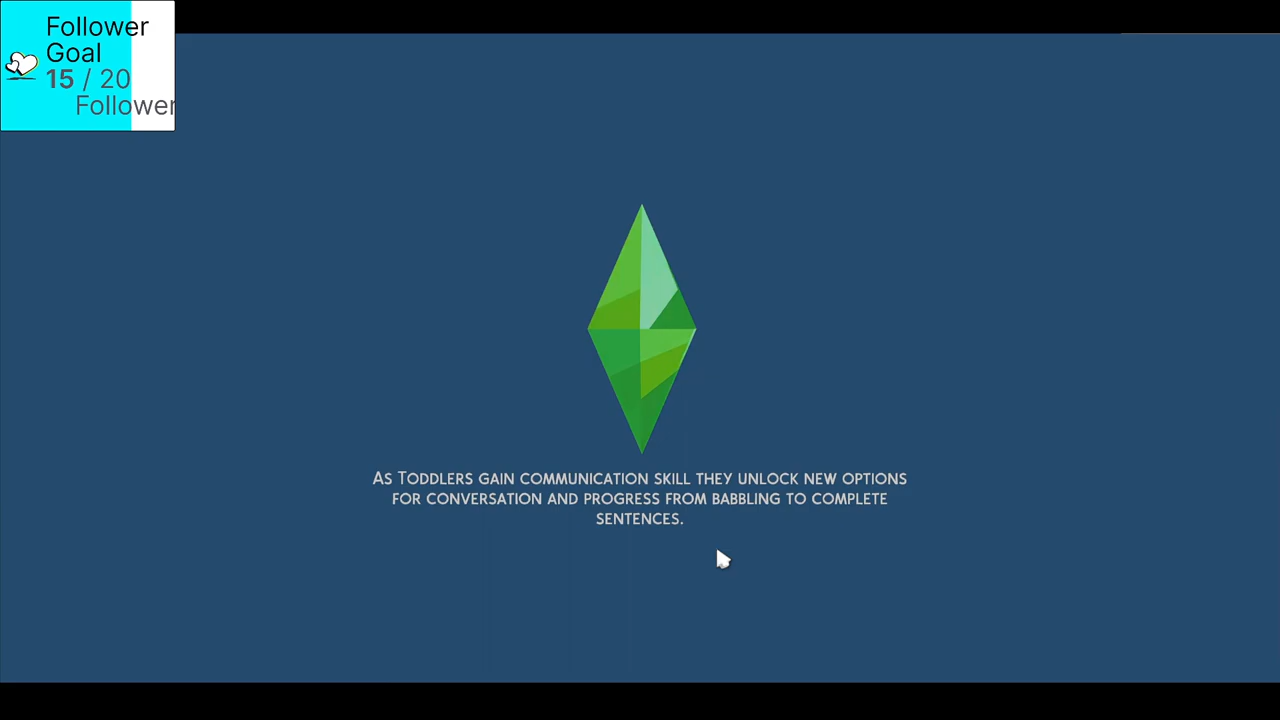 Follower
Goal
15 / 20
Follower
As Toddlers gain communication skill they unlock new options
for conversation and progress from babbling to complete
sentences.